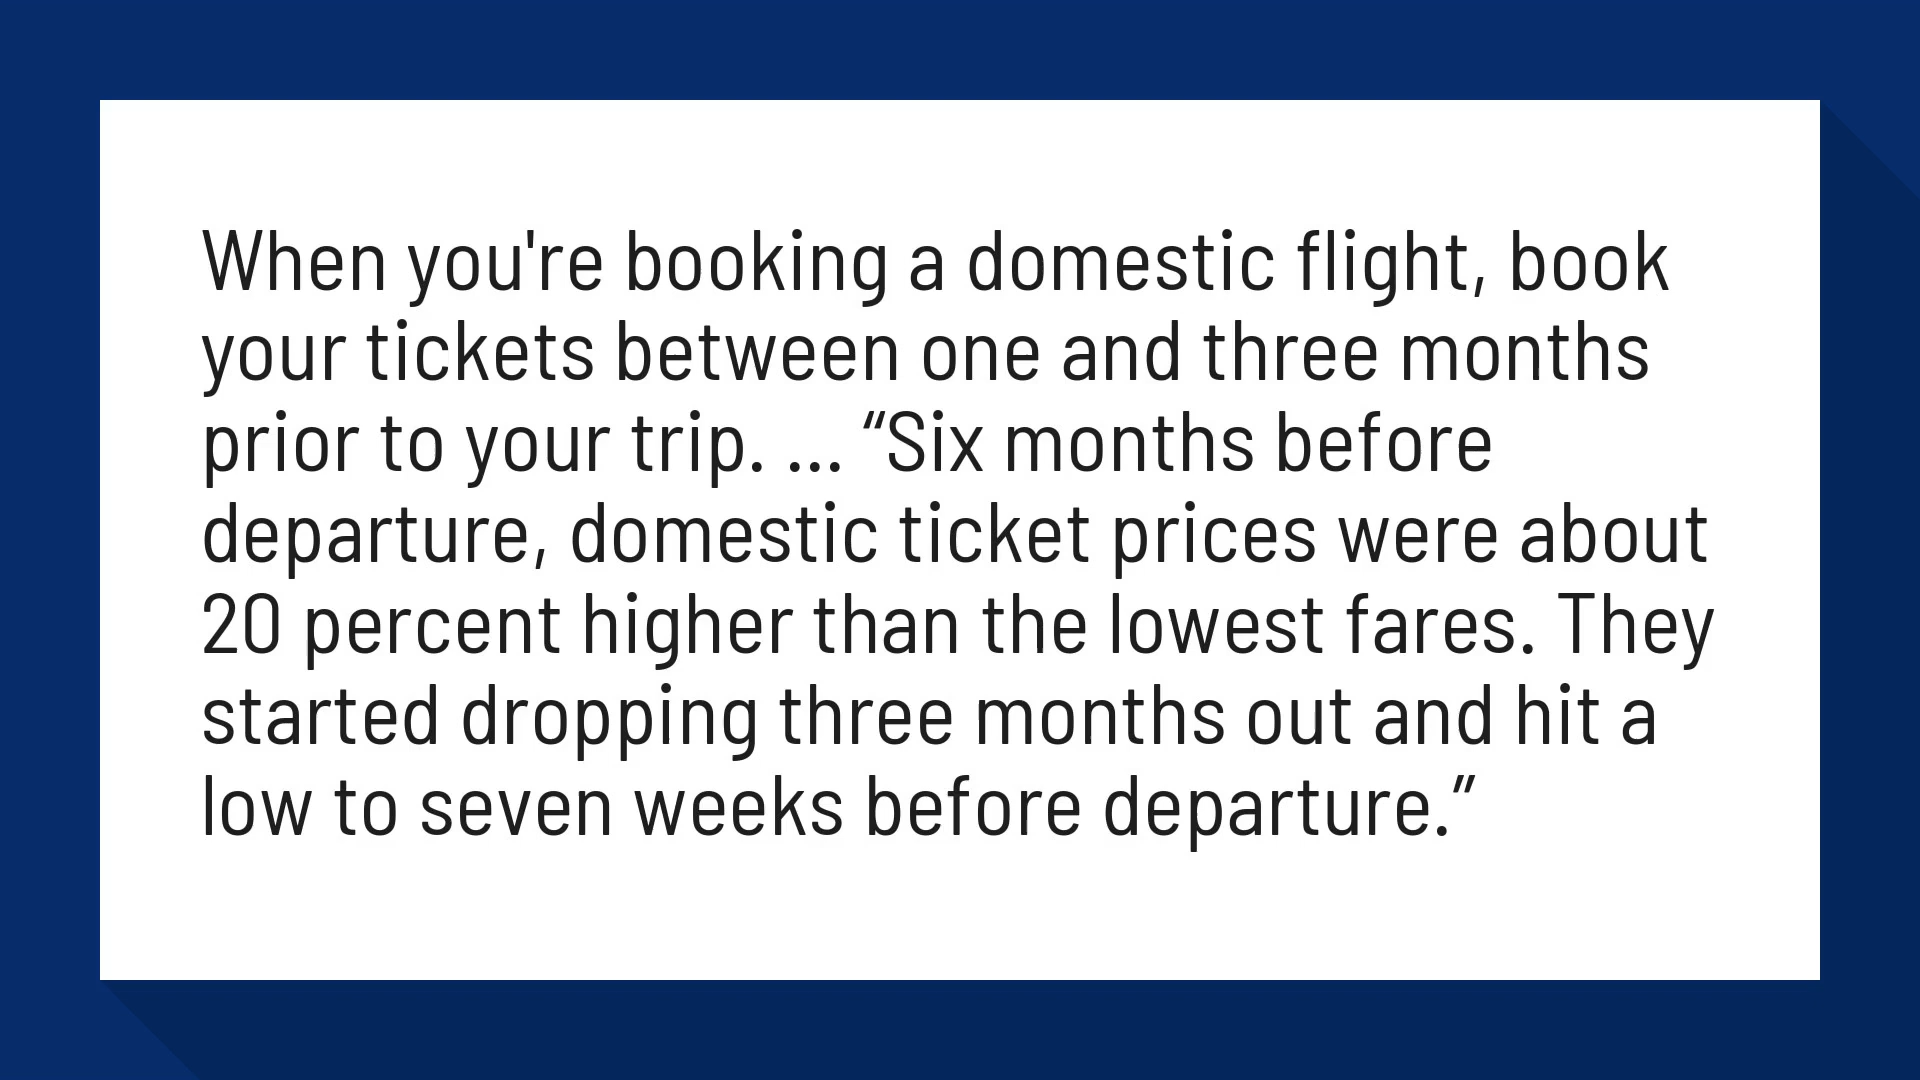 When you're booking a domestic flight, book
your tickets between one and three months
prior to your trip. ... “Six months before
departure, domestic ticket prices were about
20 percent higher than the lowest fares. They
started dropping three months out and hit a
low to seven weeks before departure.”